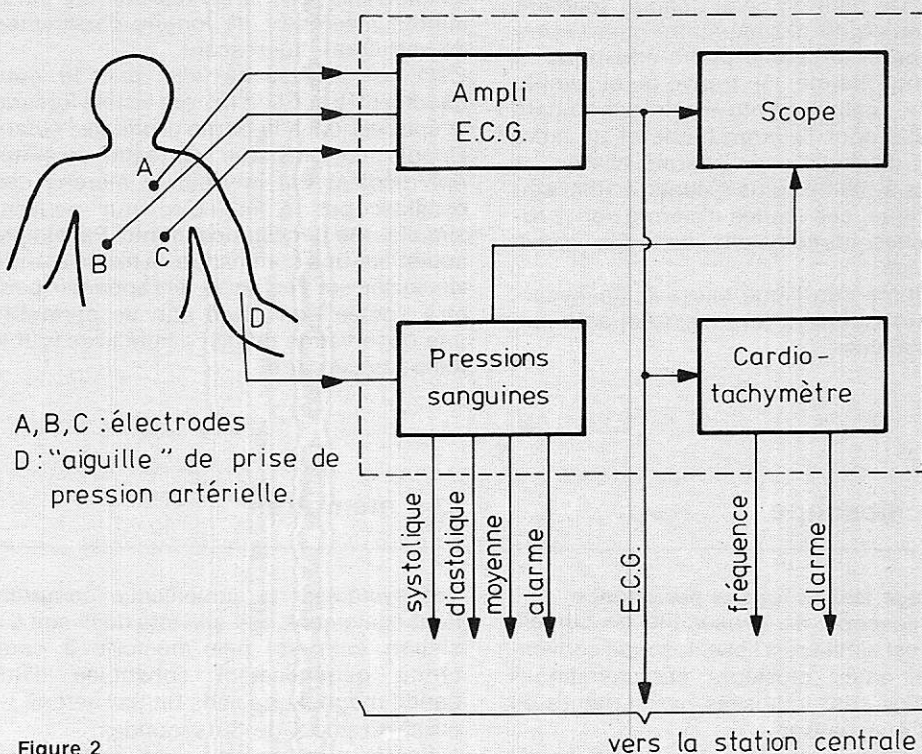 Ampli
E.C.G.
Scope
A
B
C
D
Pressions
sanguines
Cardio-
tachymètre
A, B, C : électrodes
D : "aiguille" de prise de
pression artérielle.
systolique
diastolique
moyenne
alarme
E.C.G.
fréquence
alarme
Figure 2
vers la station centrale